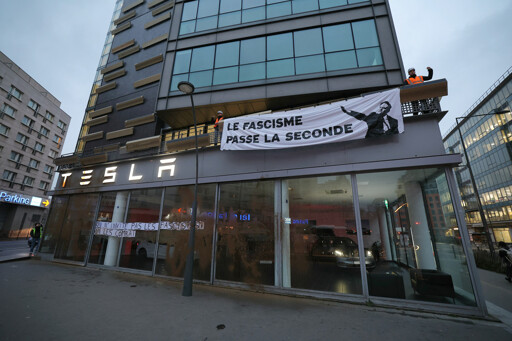 LE FASCISME
PASSE LA SECONDE
TESLA
Parking